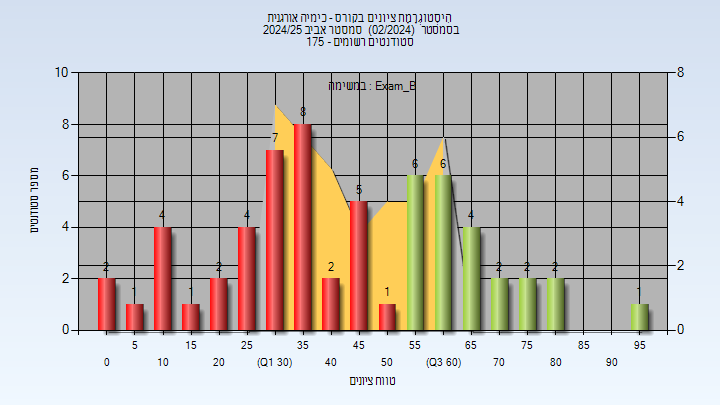 הִיסְטוֹגְרַמַּת ציונים בקורס - כימיה אורגנית
בסמסטר (02/2024) סמסטר אביב 2024/25
סטודנטים רשומים - 175
במשימה : Exam_B
מספר סטודנטים
10 8 6 4 2 0
8 6 4 2 0
2 1 4 1 2 4 7 8 2 5 1 6 6 4 2 2 2 1
5 15 25 35 45 55 65 75 85 95
0 10 20 (Q1 30) 40 50 (Q3 60) 70 80 90
טווח ציונים